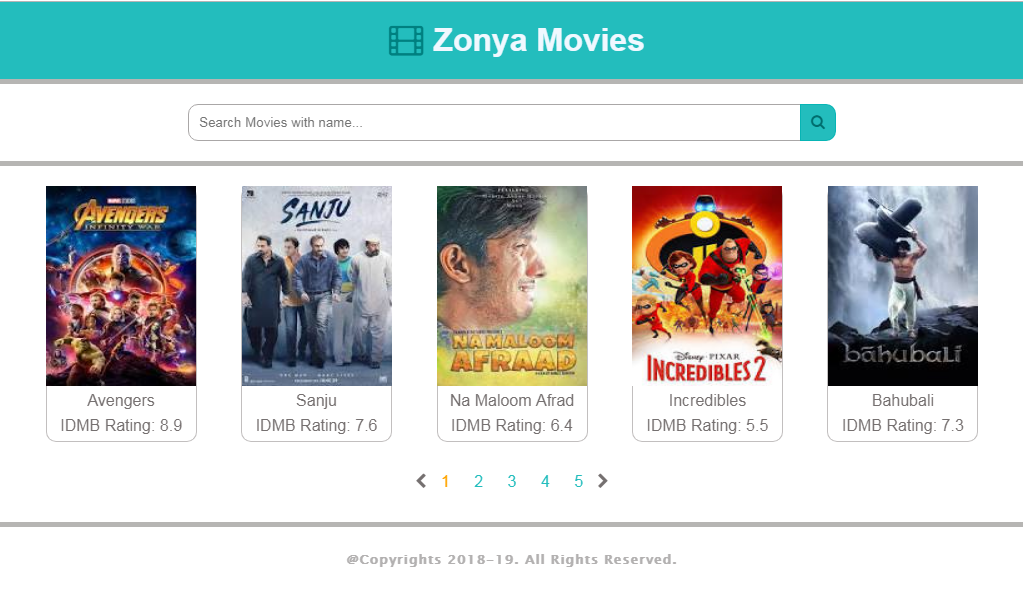 Zonya Movies
Search Movies with name...
MARVEL STUDIOS
AVENGERS
INFINITY WAR
SANJU
NA MALOOM
AFRAAD
Disney · PIXAR
INCREDIBLES 2
bāhubali
Avengers
IDMB Rating: 8.9
Sanju
IDMB Rating: 7.6
Na Maloom Afrad
IDMB Rating: 6.4
Incredibles
IDMB Rating: 5.5
Bahubali
IDMB Rating: 7.3
1 2 3 4 5
@Copyrights 2018-19. All Rights Reserved.